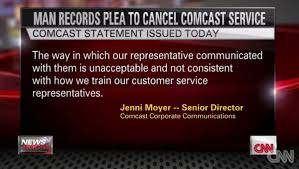 MAN RECORDS PLEA TO CANCEL COMCAST SERVICE
COMCAST STATEMENT ISSUED TODAY
The way in which our representative communicated
with them is unacceptable and not consistent
with how we train our customer service
representatives.
Jenni Moyer -- Senior Director
Comcast Corporate Communications
NEWS
CNN
CNN